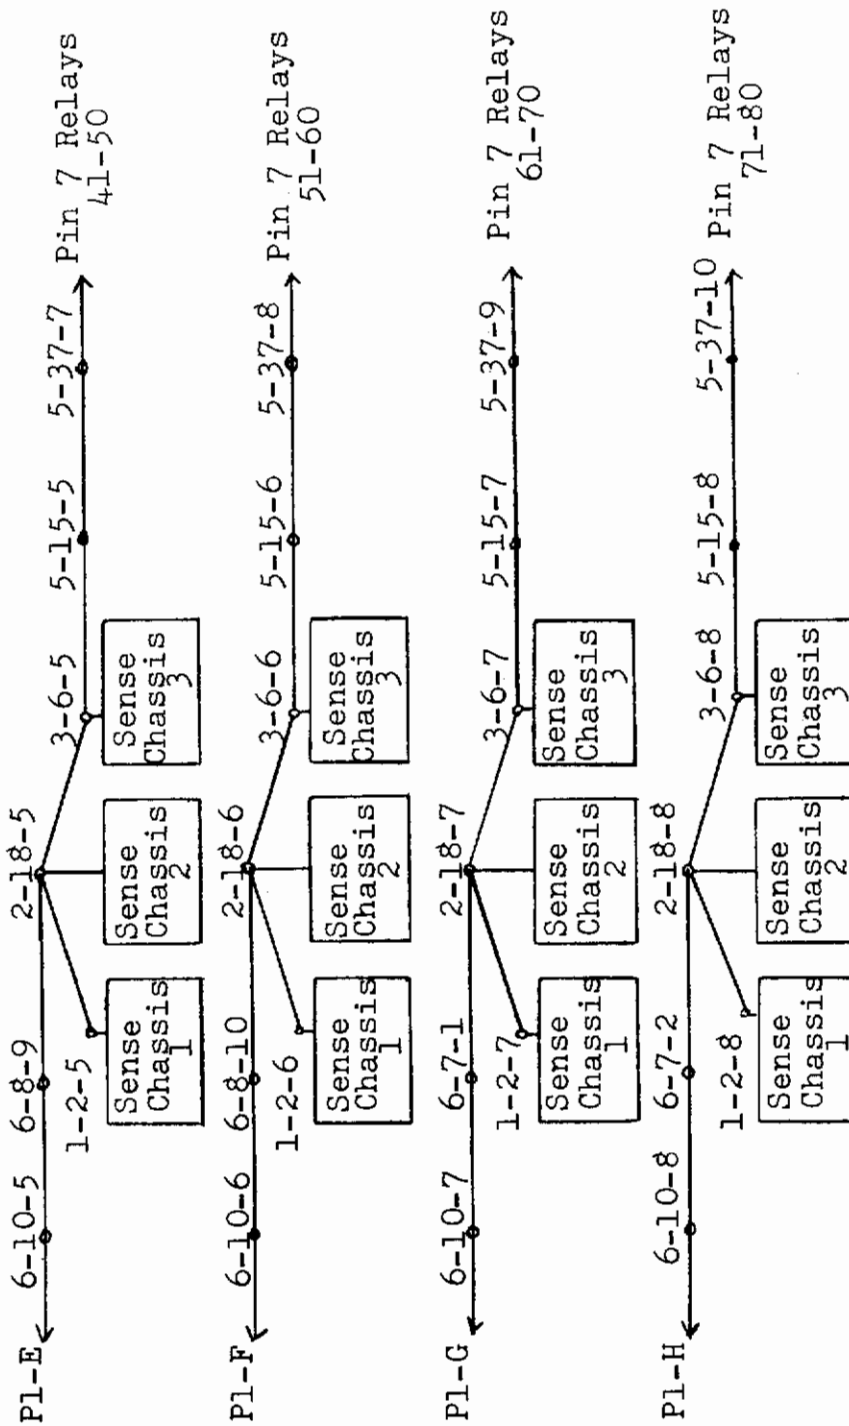 Pl-E
6-10-5
6-8-9
2-18-5
3-6-5
5-15-5
5-37-7
Pin 7 Relays
41-50
1-2-5
Sense
Chassis
1
Sense
Chassis
2
Sense
Chassis
3
Pl-F
6-10-6
6-8-10
2-18-6
3-6-6
5-15-6
5-37-8
Pin 7 Relays
51-60
1-2-6
Sense
Chassis
1
Sense
Chassis
2
Sense
Chassis
3
Pl-G
6-10-7
6-7-1
2-18-7
3-6-7
5-15-7
5-37-9
Pin 7 Relays
61-70
1-2-7
Sense
Chassis
1
Sense
Chassis
2
Sense
Chassis
3
Pl-H
6-10-8
6-7-2
2-18-8
3-6-8
5-15-8
5-37-10
Pin 7 Relays
71-80
1-2-8
Sense
Chassis
1
Sense
Chassis
2
Sense
Chassis
3